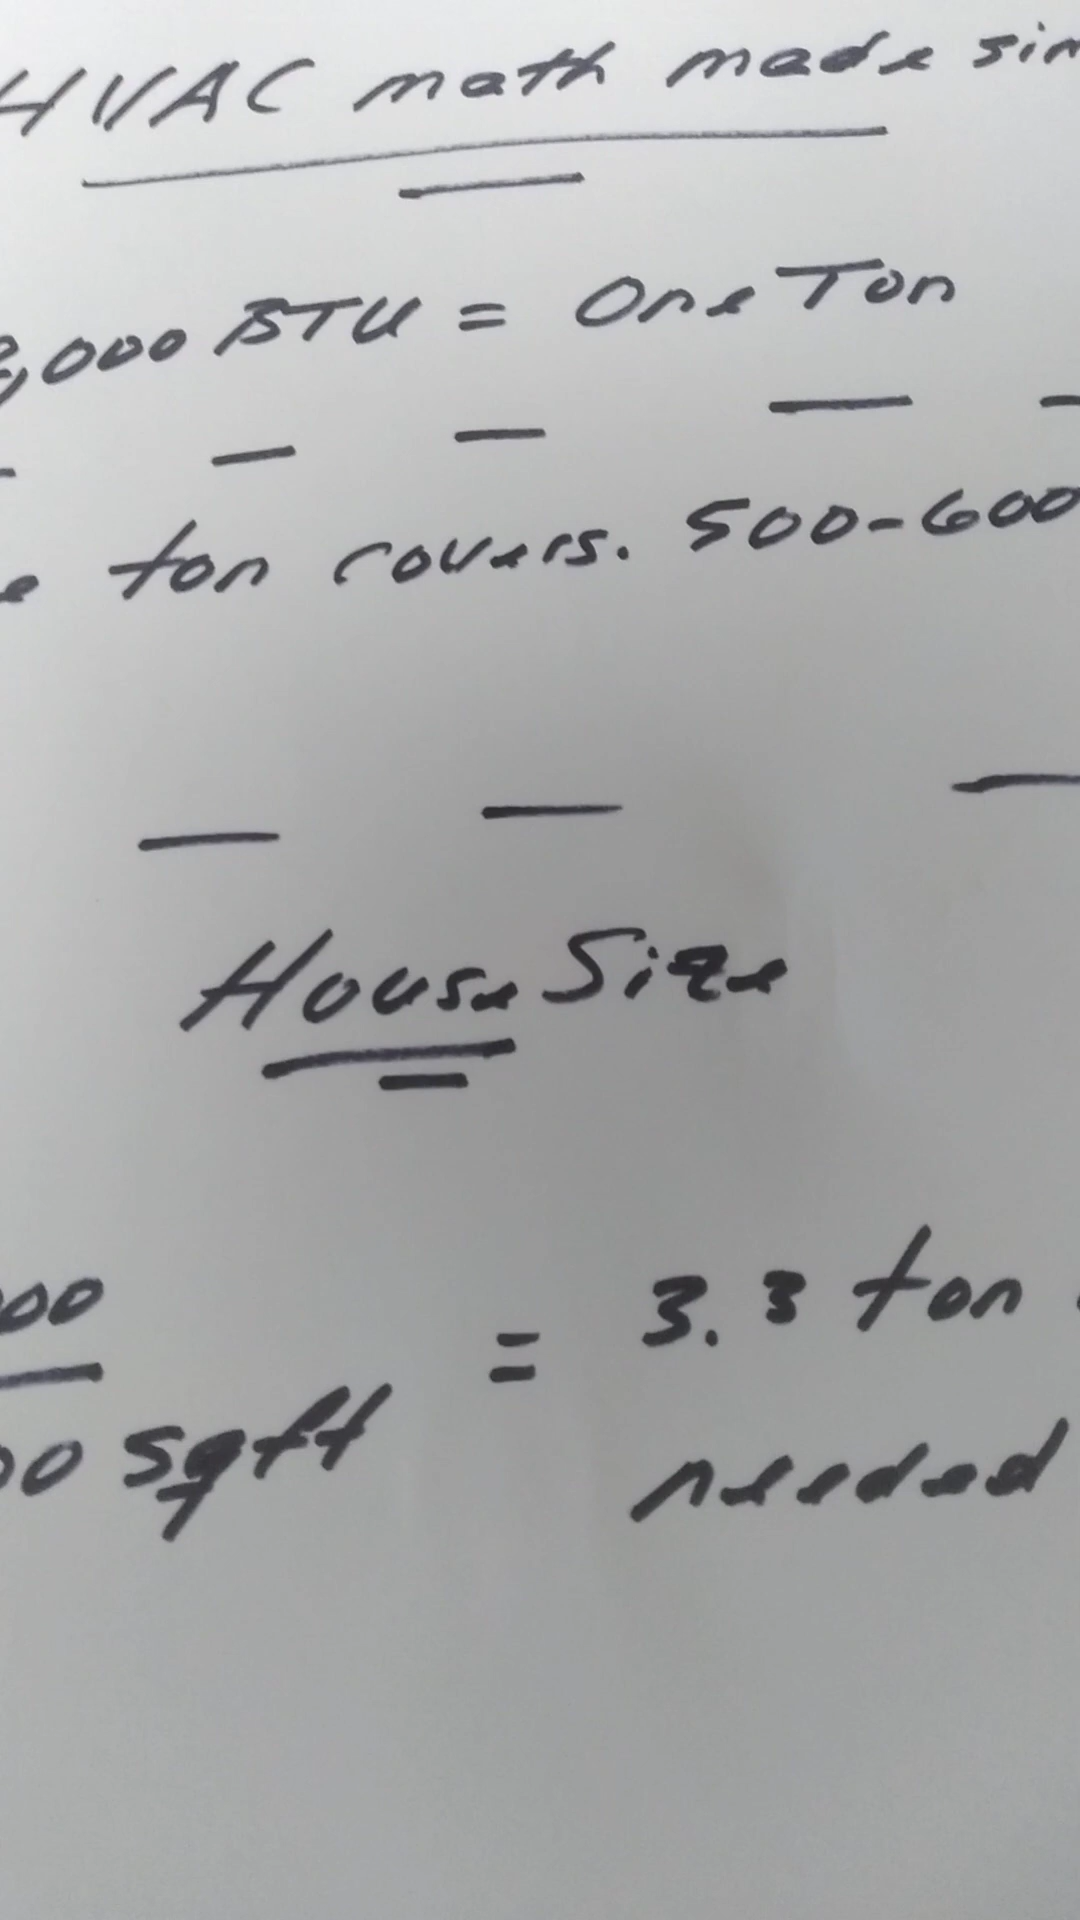 HVAC math made sim
,000 BTU = One Ton
e ton covers. 500-600
House Size
00
= 3.3 ton
0 sqft
needed